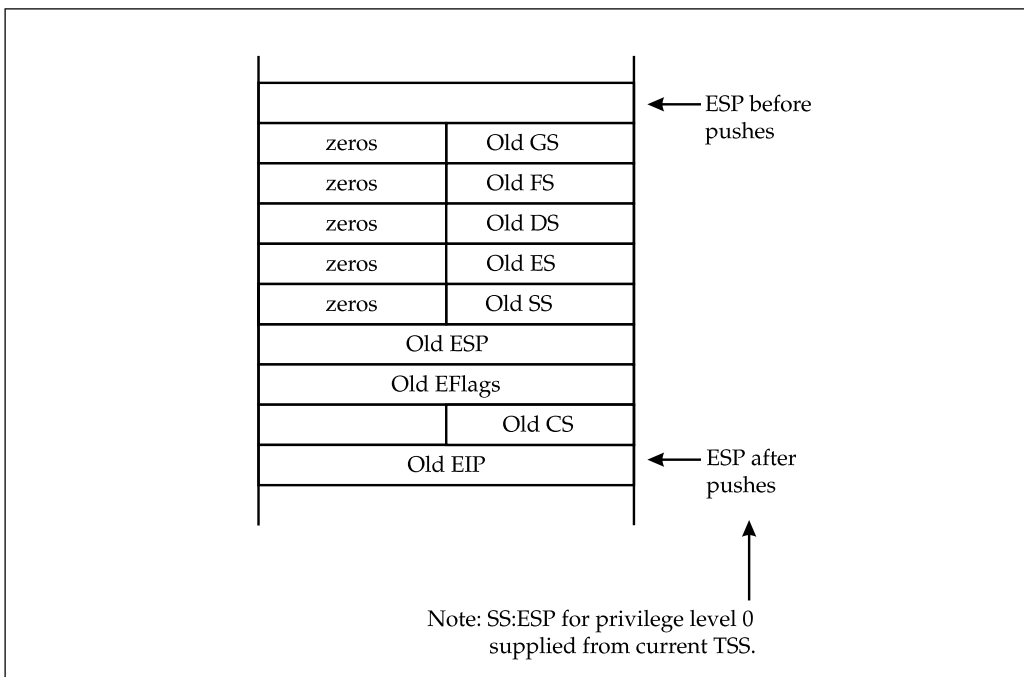 ESP before
pushes
zeros Old GS
zeros Old FS
zeros Old DS
zeros Old ES
zeros Old SS
Old ESP
Old EFlags
Old CS
Old EIP
ESP after
pushes
Note: SS:ESP for privilege level 0
supplied from current TSS.